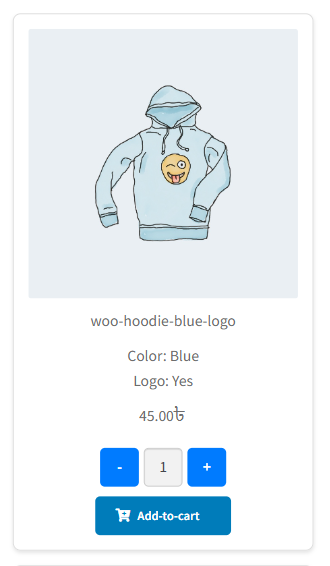 woo-hoodie-blue-logo
Color: Blue
Logo: Yes
45.00৳
- 1 +
Add-to-cart